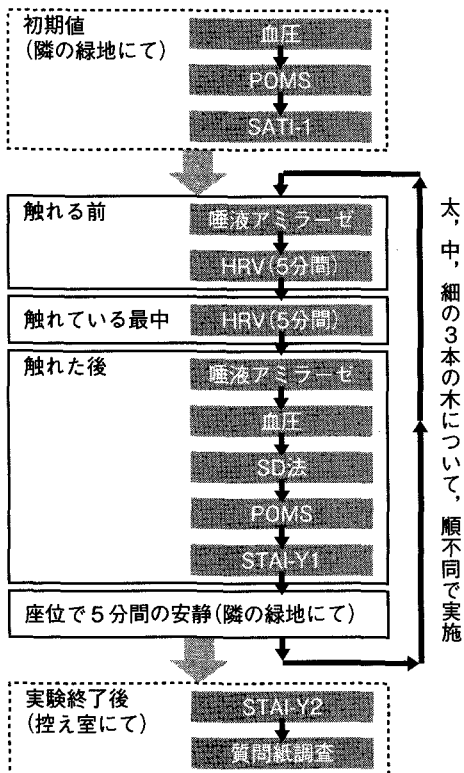 初期値
(隣の緑地にて)
血圧
POMS
SATI-1
触れる前
唾液アミラーゼ
HRV(5分間)
触れている最中
HRV(5分間)
触れた後
唾液アミラーゼ
血圧
SD法
POMS
STAI-Y1
座位で5分間の安静(隣の緑地にて)
太，中，細の3本の木について，順不同で実施
実験終了後
(控え室にて)
STAI-Y2
質問紙調査